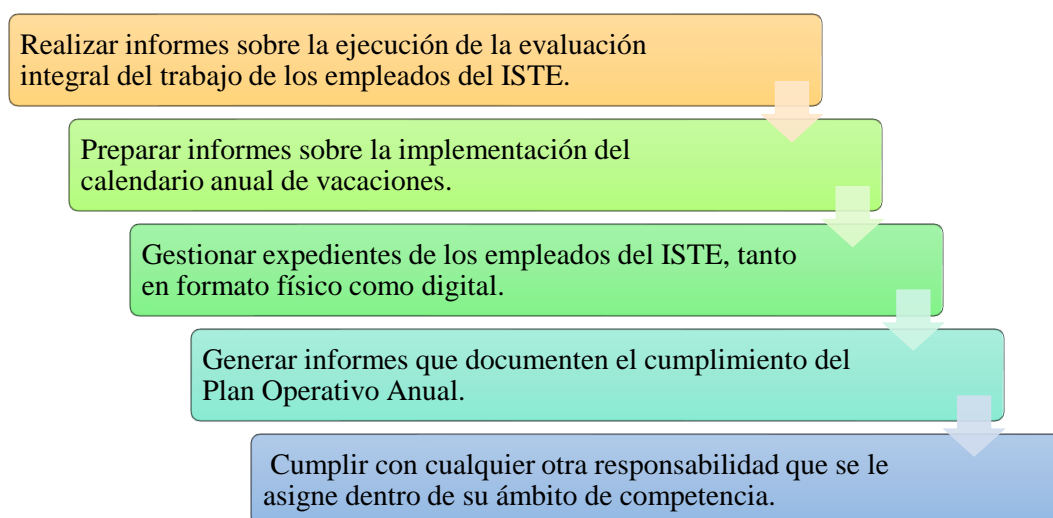 Realizar informes sobre la ejecución de la evaluación
integral del trabajo de los empleados del ISTE.
Preparar informes sobre la implementación del
calendario anual de vacaciones.
Gestionar expedientes de los empleados del ISTE, tanto
en formato físico como digital.
Generar informes que documenten el cumplimiento del
Plan Operativo Anual.
Cumplir con cualquier otra responsabilidad que se le
asigne dentro de su ámbito de competencia.